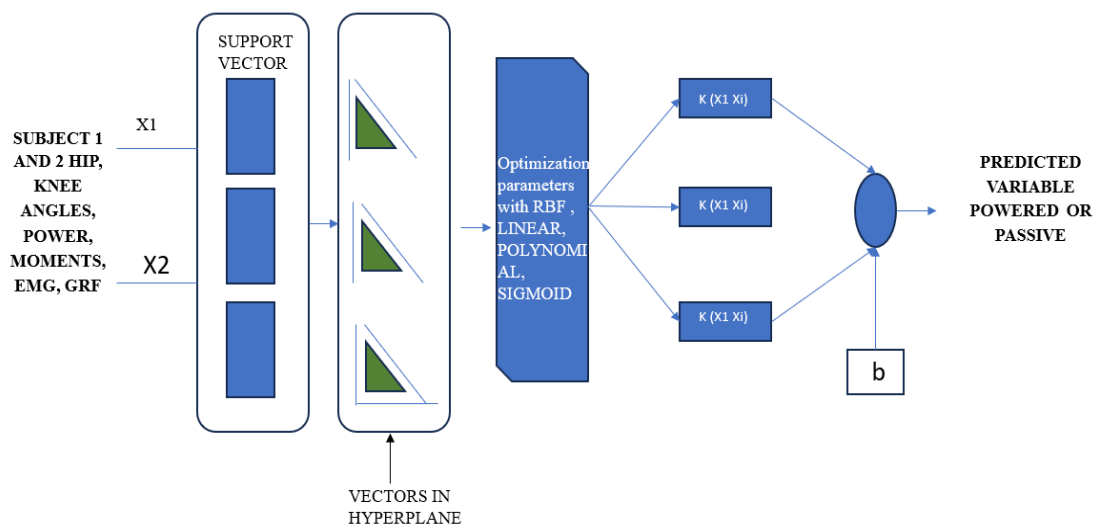 SUBJECT 1
AND 2 HIP,
KNEE
ANGLES,
POWER,
MOMENTS,
EMG, GRF
X1
X2
SUPPORT
VECTOR
VECTORS IN
HYPERPLANE
Optimization
parameters
with RBF ,
LINEAR,
POLYNOMI
AL,
SIGMOID
K (X1 Xi)
K (X1 Xi)
K (X1 Xi)
b
PREDICTED
VARIABLE
POWERED OR
PASSIVE